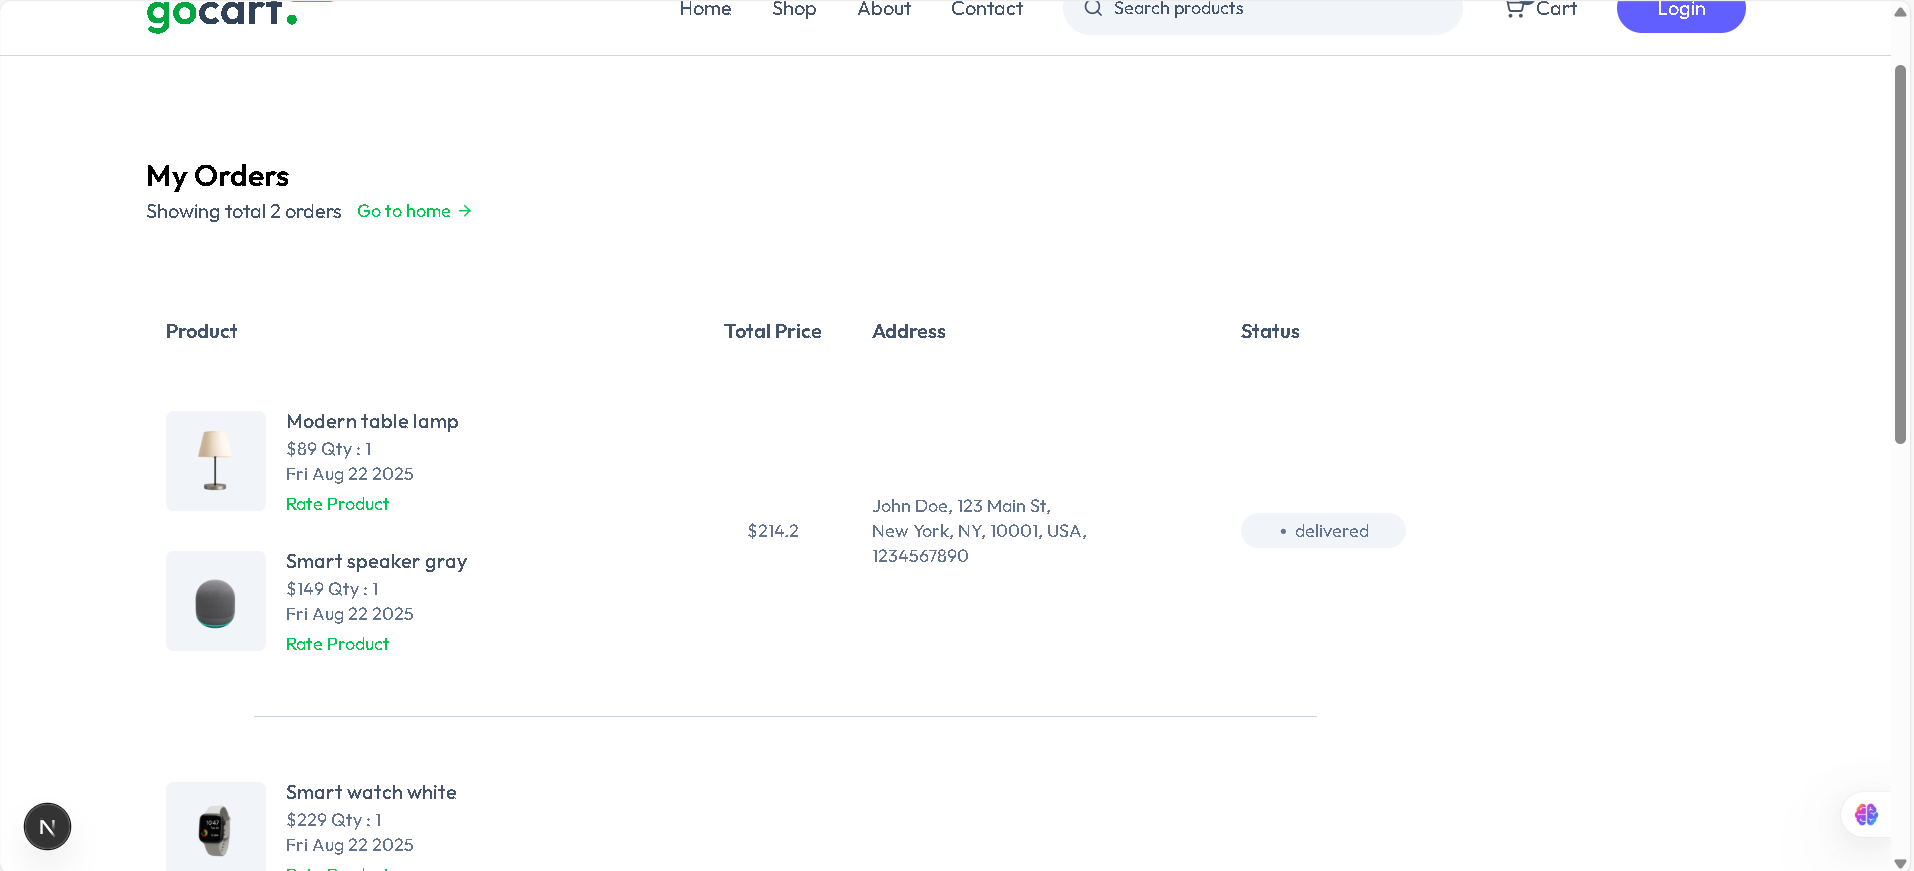 gocart.
Home Shop About Contact Search products Cart Login
My Orders
Showing total 2 orders Go to home →
Product Total Price Address Status
Modern table lamp
$89 Qty : 1
Fri Aug 22 2025
Rate Product
Smart speaker gray
$149 Qty : 1
Fri Aug 22 2025
Rate Product
$214.2
John Doe, 123 Main St,
New York, NY, 10001, USA,
1234567890
• delivered
Smart watch white
$229 Qty : 1
Fri Aug 22 2025
N